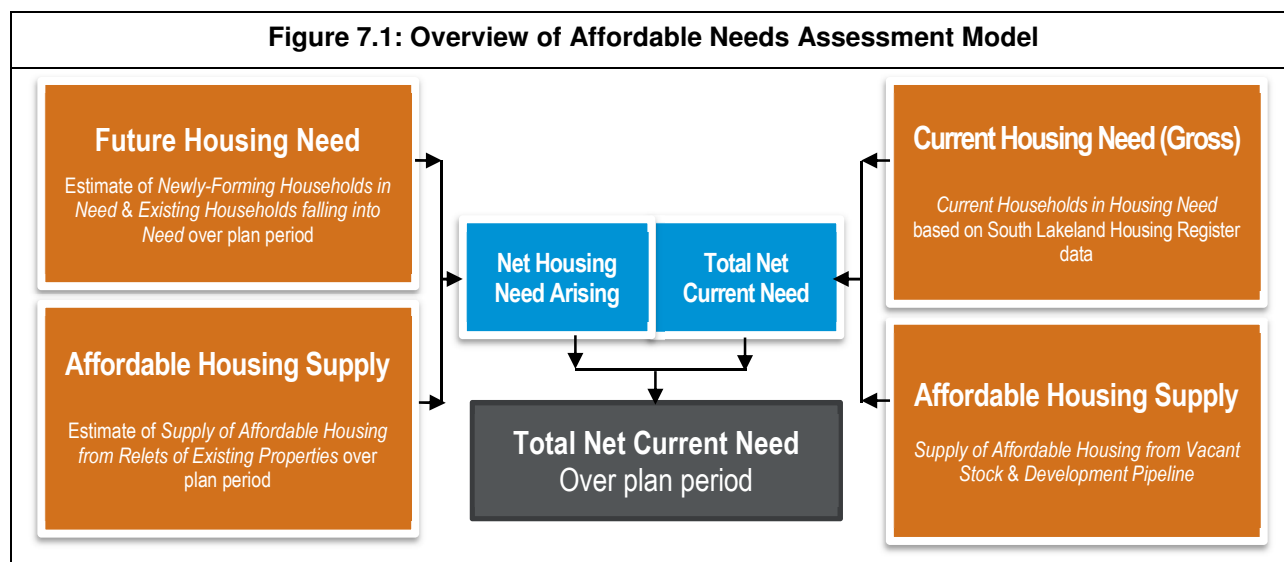 Figure 7.1: Overview of Affordable Needs Assessment Model
Future Housing Need
Estimate of Newly-Forming Households in
Need & Existing Households falling into
Need over plan period
Affordable Housing Supply
Estimate of Supply of Affordable Housing
from Relets of Existing Properties over
plan period
Net Housing
Need Arising
Total Net
Current Need
Total Net Current Need
Over plan period
Current Housing Need (Gross)
Current Households in Housing Need
based on South Lakeland Housing Register
data
Affordable Housing Supply
Supply of Affordable Housing from Vacant
Stock & Development Pipeline